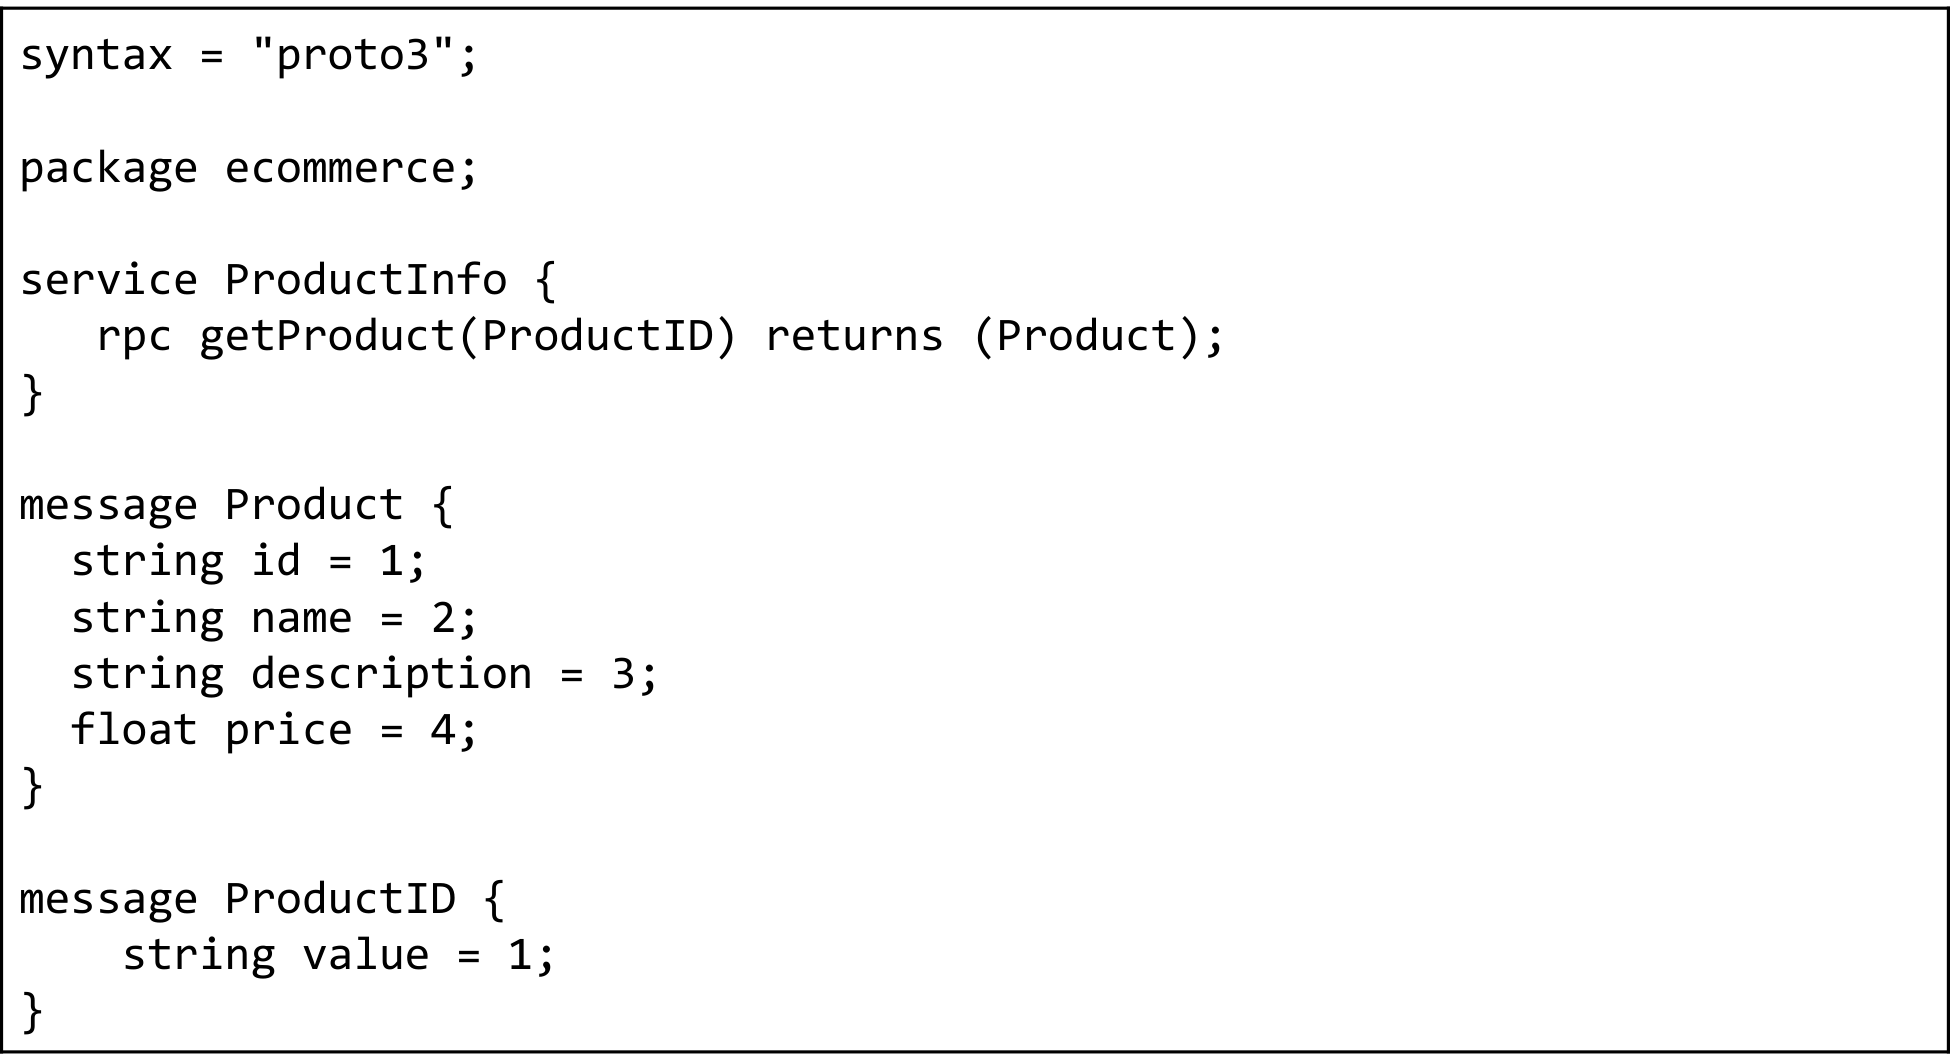 syntax = "proto3";
package ecommerce;
service ProductInfo {
   rpc getProduct(ProductID) returns (Product);
}
message Product {
  string id = 1;
  string name = 2;
  string description = 3;
  float price = 4;
}
message ProductID {
    string value = 1;
}